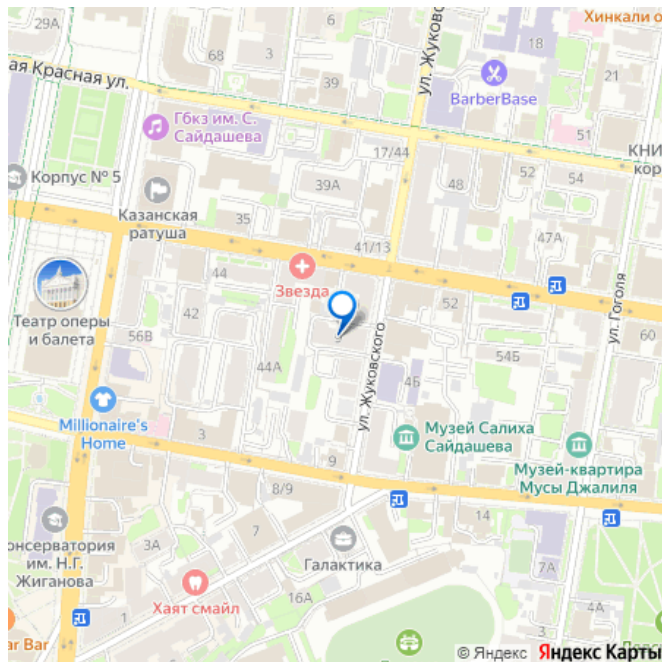 Хинкали о
29А
68
3
39
18
21
ул. Жуковс
ая Красная ул.
BarberBase
Гбкз им. С.
Сайдашева
51
17/44
КНИ
кор
Корпус № 5
39А
48
52
54
Казанская
ратуша
35
41/13
47А
44
Звезда
52
42
Театр оперы
и балета
56В
44А
ул. Жуковского
54Б
ул. Гоголя
60
4Б
Millionaire's
Home
3
Музей Салиха
Сайдашева
9
Музей-квартира
Мусы Джалиля
8/9
7
14
онсерватория
им. Н.Г.
Жиганова
3А
Галактика
7А
Хаят смайл
16А
1
4А
ar Bar
© Яндекс Яндекс Карты